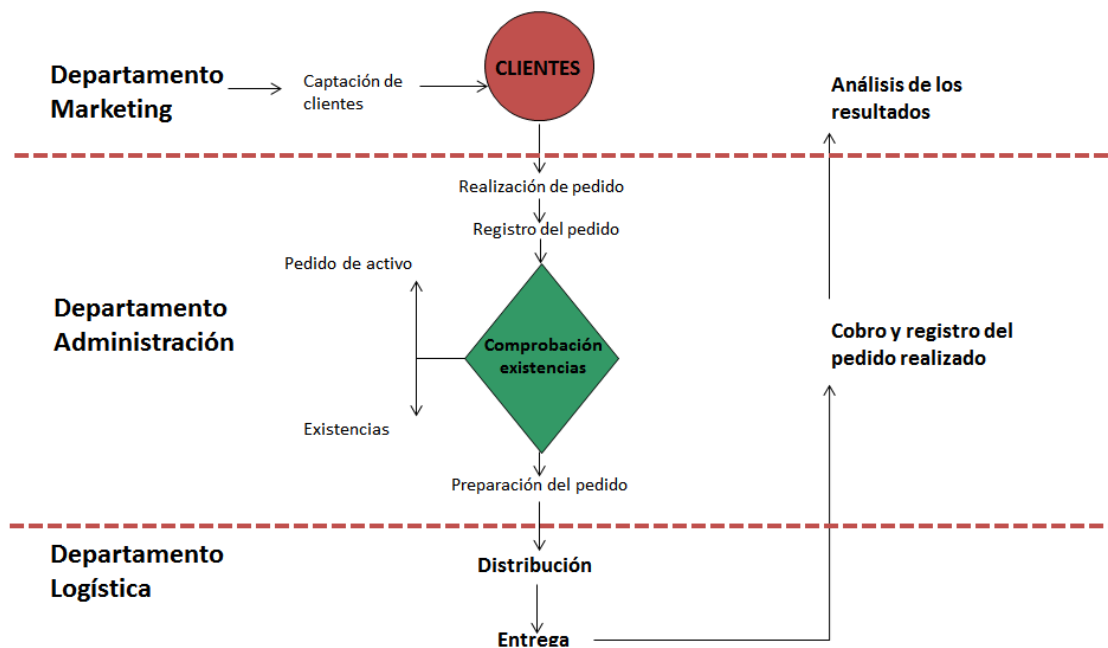 Departamento
Marketing
Captación de
clientes
CLIENTES
Análisis de los
resultados
Realización de pedido
Registro del pedido
Pedido de activo
Departamento
Administración
Comprobación
existencias
Cobro y registro del
pedido realizado
Existencias
Preparación del pedido
Departamento
Logística
Distribución
Entrega